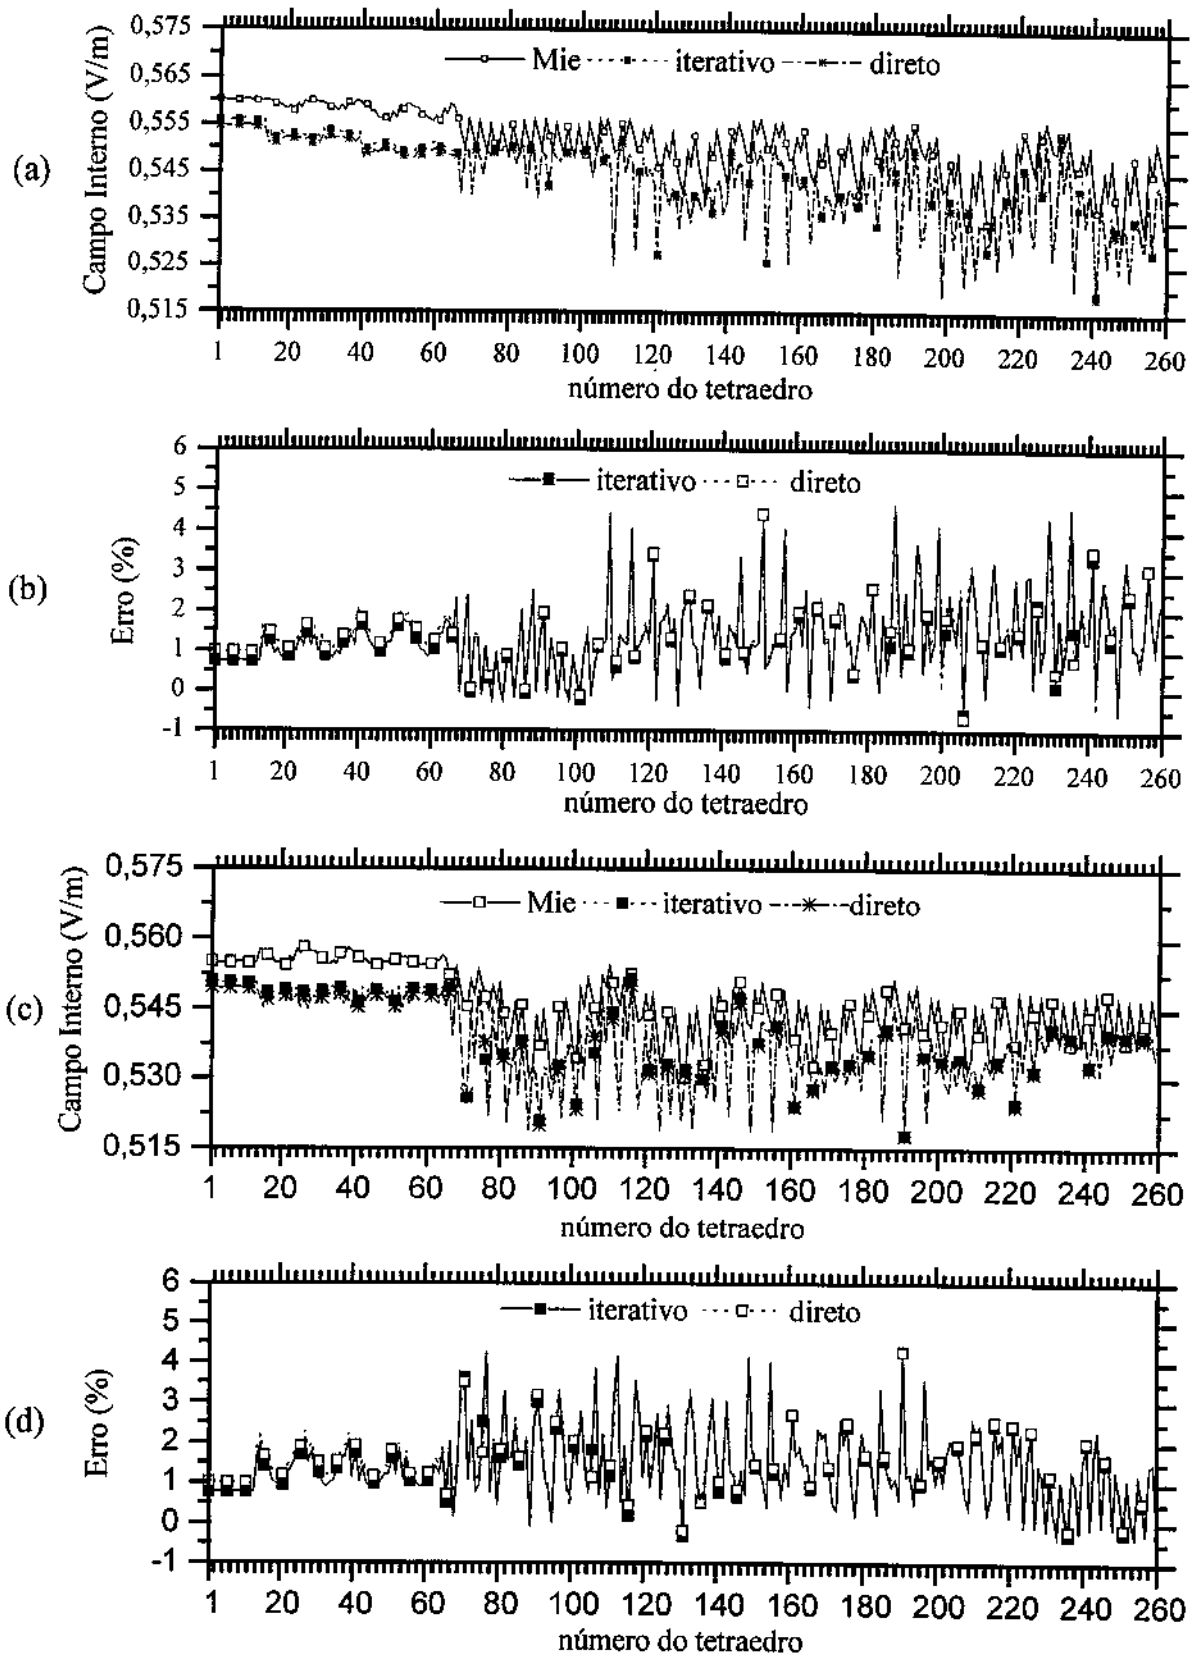 (a)
Campo Interno (V/m)
0,575
0,565
0,555
0,545
0,535
0,525
0,515
Mie iterativo direto
1 20 40 60 80 100 120 140 160 180 200 220 240 260
número do tetraedro
(b)
Erro (%)
6
5
4
3
2
1
0
-1
iterativo direto
1 20 40 60 80 100 120 140 160 180 200 220 240 260
número do tetraedro
(c)
Campo Interno (V/m)
0,575
0,560
0,545
0,530
0,515
Mie iterativo direto
1 20 40 60 80 100 120 140 160 180 200 220 240 260
número do tetraedro
(d)
Erro (%)
6
5
4
3
2
1
0
-1
iterativo direto
1 20 40 60 80 100 120 140 160 180 200 220 240 260
número do tetraedro